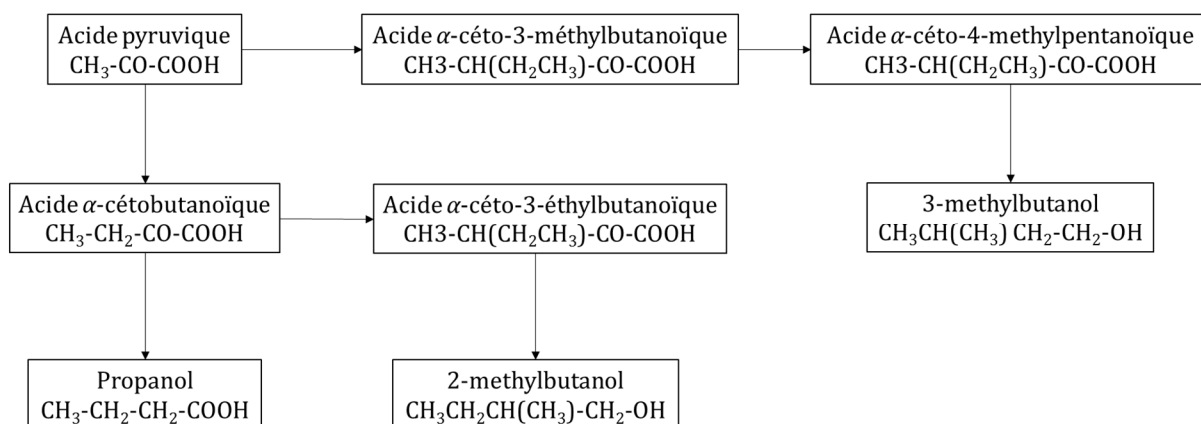 Acide pyruvique
CH₃-CO-COOH
Acide α-céto-3-méthylbutanoïque
CH3-CH(CH₂CH₃)-CO-COOH
Acide α-céto-4-methylpentanoïque
CH3-CH(CH₂CH₃)-CO-COOH
Acide α-cétobutanoïque
CH₃-CH₂-CO-COOH
Acide α-céto-3-éthylbutanoïque
CH3-CH(CH₂CH₃)-CO-COOH
3-methylbutanol
CH₃CH(CH₃) CH₂-CH₂-OH
Propanol
CH₃-CH₂-CH₂-COOH
2-methylbutanol
CH₃CH₂CH(CH₃)-CH₂-OH